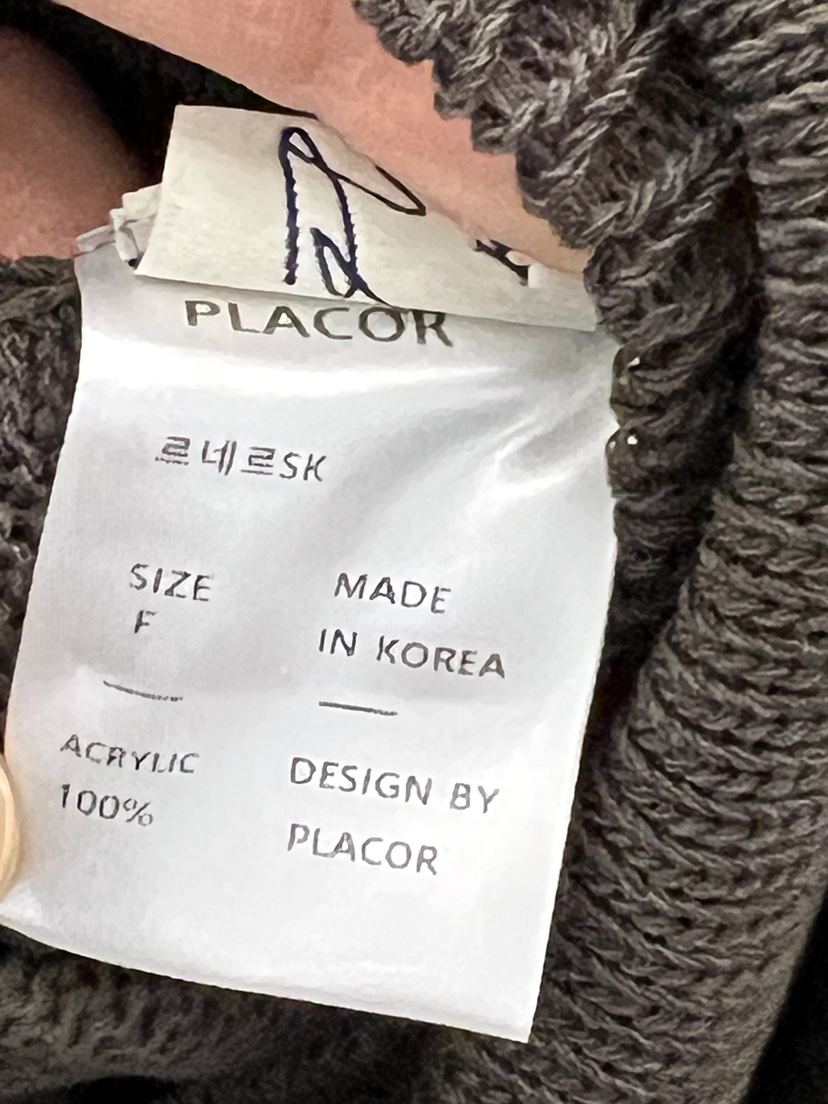 PLACOR
르네르SK
SIZE
F
MADE
IN KOREA
ACRYLIC
100%
DESIGN BY
PLACOR